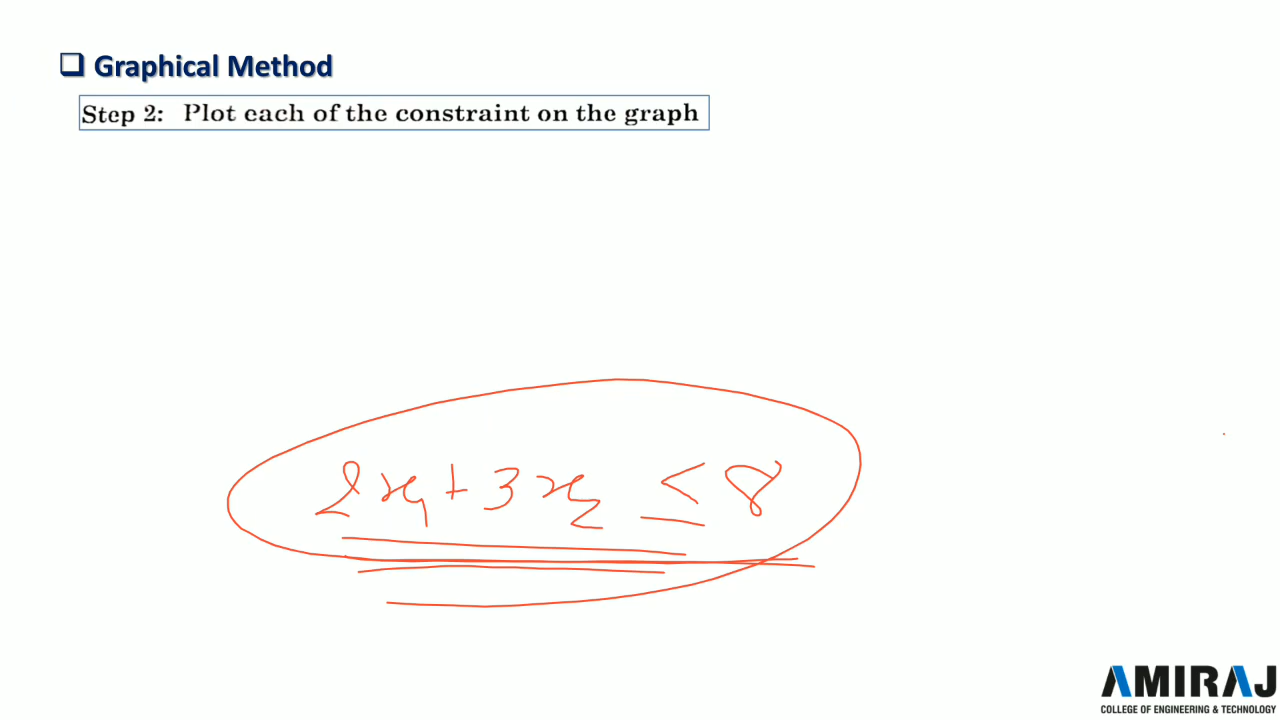 Graphical Method
Step 2: Plot each of the constraint on the graph
2x₁ + 3x₂ ≤ 8
AMIRAJ
COLLEGE OF ENGINEERING & TECHNOLOGY